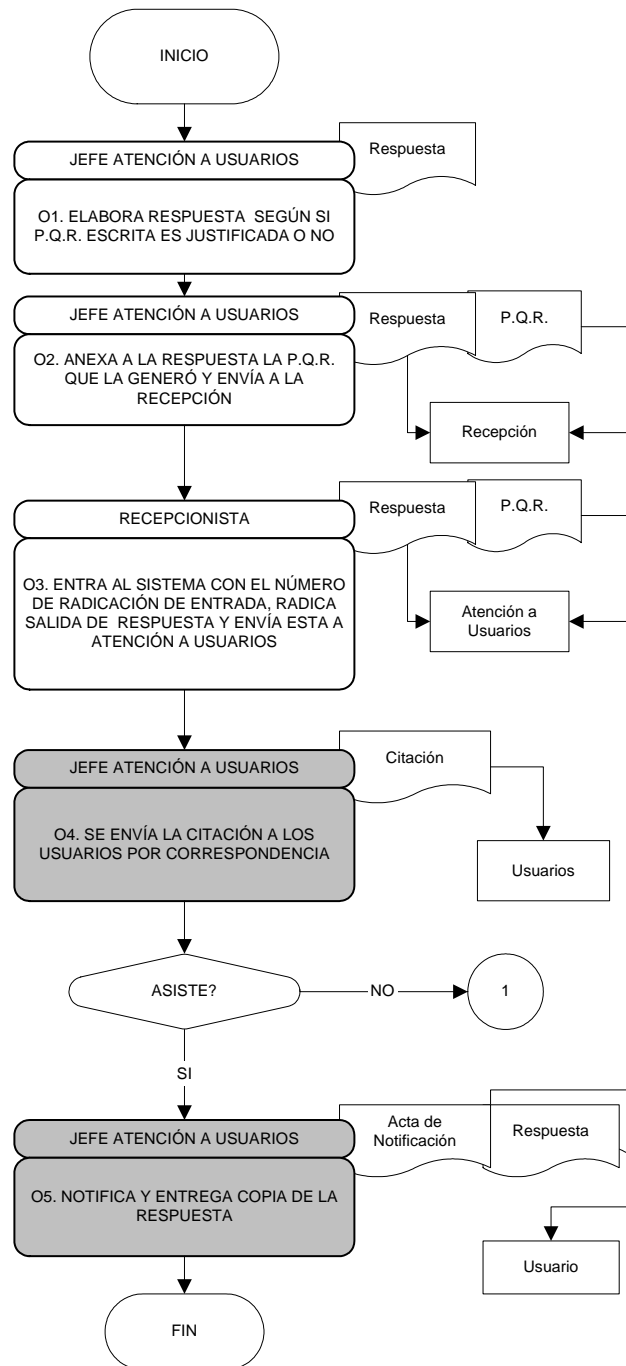 INICIO
JEFE ATENCIÓN A USUARIOS
Respuesta
O1. ELABORA RESPUESTA SEGÚN SI
P.Q.R. ESCRITA ES JUSTIFICADA O NO
JEFE ATENCIÓN A USUARIOS
Respuesta
P.Q.R.
O2. ANEXA A LA RESPUESTA LA P.Q.R.
QUE LA GENERÓ Y ENVÍA A LA
RECEPCIÓN
Recepción
RECEPCIONISTA
Respuesta
P.Q.R.
O3. ENTRA AL SISTEMA CON EL NÚMERO
DE RADICACIÓN DE ENTRADA, RADICA
SALIDA DE RESPUESTA Y ENVÍA ESTA A
ATENCIÓN A USUARIOS
Atención a
Usuarios
JEFE ATENCIÓN A USUARIOS
Citación
O4. SE ENVÍA LA CITACIÓN A LOS
USUARIOS POR CORRESPONDENCIA
Usuarios
ASISTE?
NO
1
SI
JEFE ATENCIÓN A USUARIOS
Acta de
Notificación
Respuesta
O5. NOTIFICA Y ENTREGA COPIA DE LA
RESPUESTA
Usuario
FIN